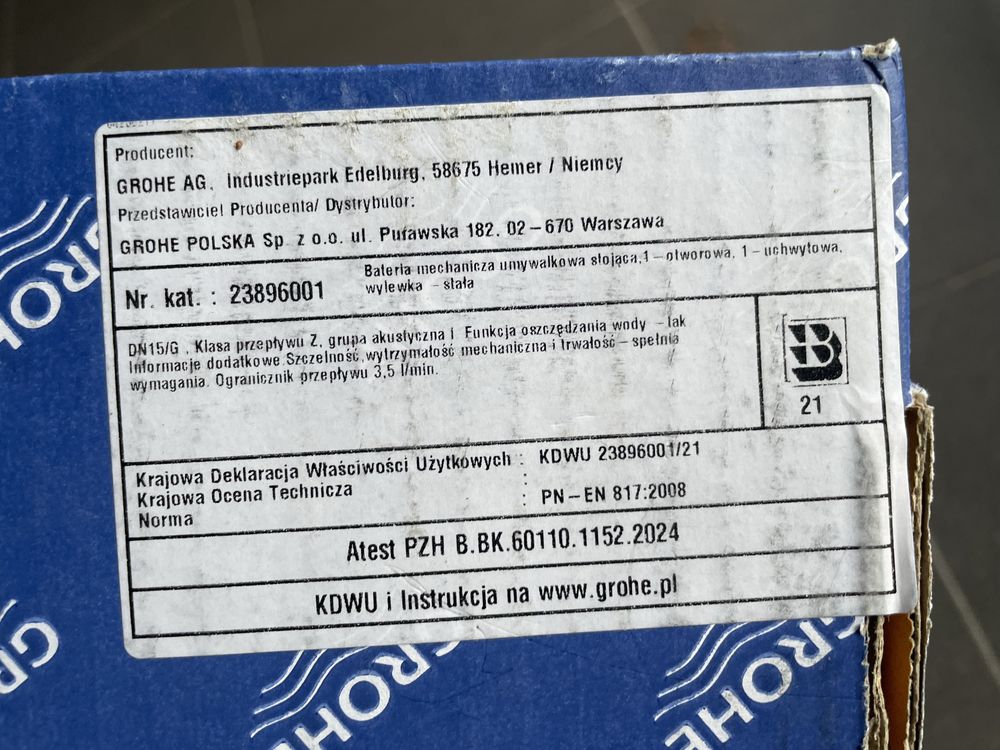 Producent:
GROHE AG, Industriepark Edelburg, 58675 Hemer / Niemcy
Przedstawiciel Producenta/ Dystrybutor:
GROHE POLSKA Sp. z o.o. ul. Puławska 182, 02-670 Warszawa
Nr. kat. : 23896001
Bateria mechanicza umywalkowa stojąca,1-otworowa, 1-uchwytowa,
wylewka - stała
DN15/G , Klasa przepływu Z, grupa akustyczna I Funkcja oszczędzania wody - tak
Informacje dodatkowe Szczelność,wytrzymałość mechaniczna i trwałość - spełnia
wymagania. Ogranicznik przepływu 3,5 l/min.
B
21
Krajowa Deklaracja Właściwości Użytkowych : KDWU 23896001/21
Krajowa Ocena Technicza :
Norma : PN-EN 817:2008
Atest PZH B.BK.60110.1152.2024
KDWU i Instrukcja na www.grohe.pl
GROHE
GROHE
GROHE
GROHE